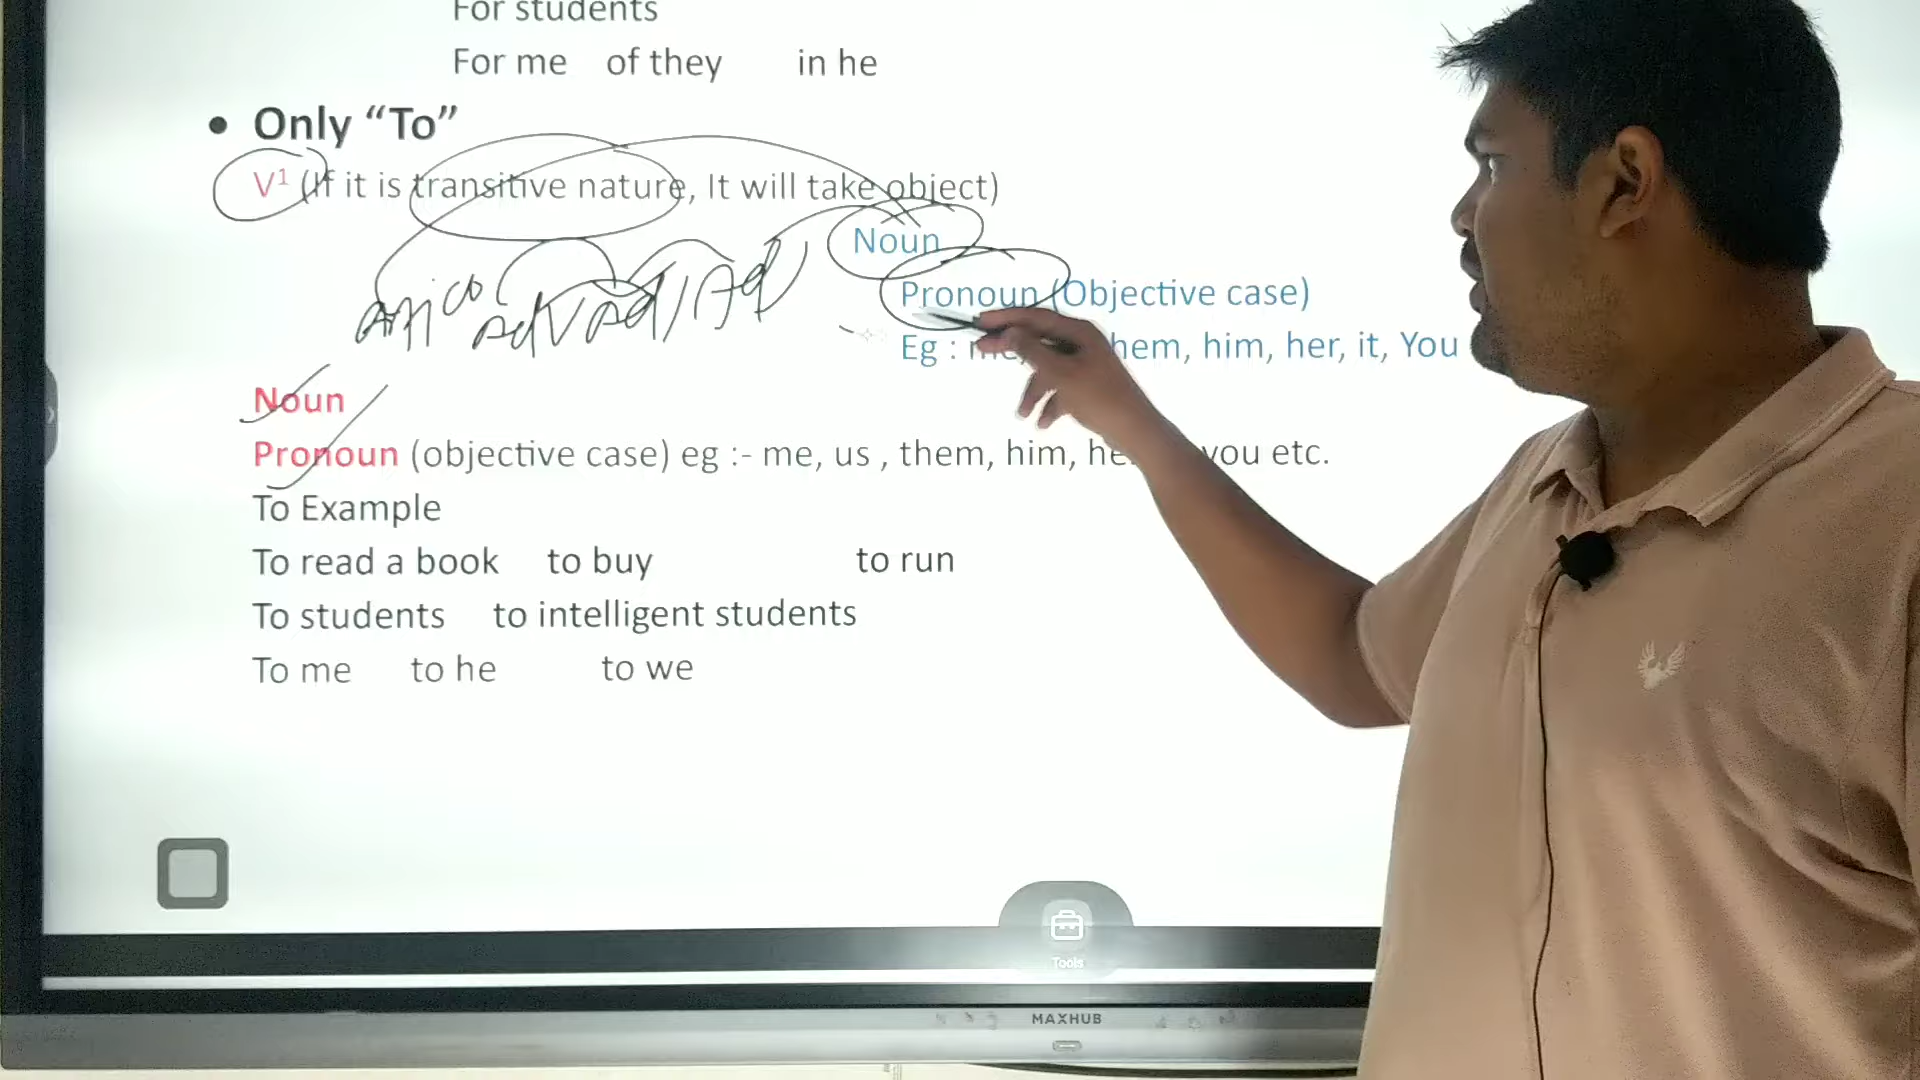 For students
For me of they in he
• Only “To”
V¹ (If it is transitive nature, It will take object)
Noun
Pronoun (Objective case)
Eg : hem, him, her, it, You
Noun
Pronoun (objective case) eg :- me, us , them, him, he you etc.
To Example
To read a book to buy to run
To students to intelligent students
To me to he to we
Tools
MAXHUB